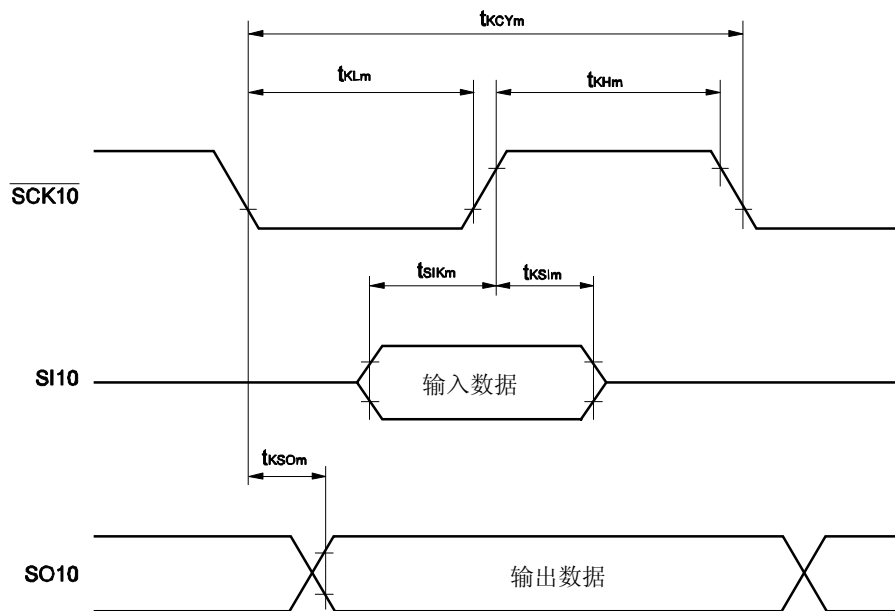 tKCYm
tKLm
tKHm
SCK10
tSIKm
tKSIm
SI10
输入数据
tKSOm
SO10
输出数据